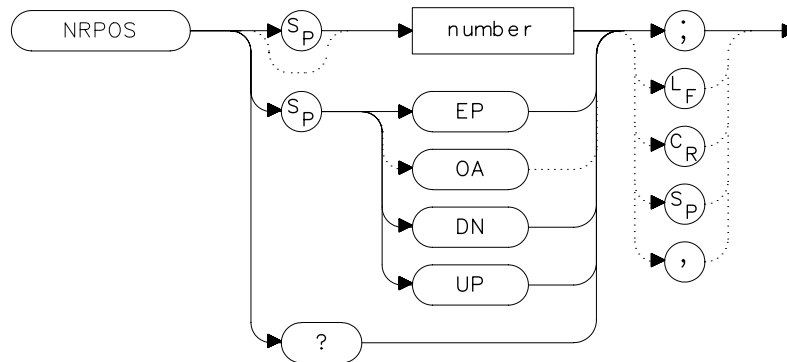 NRPOS SP number ;
LF
SP EP
CR
OA
SP
DN
,
UP
?